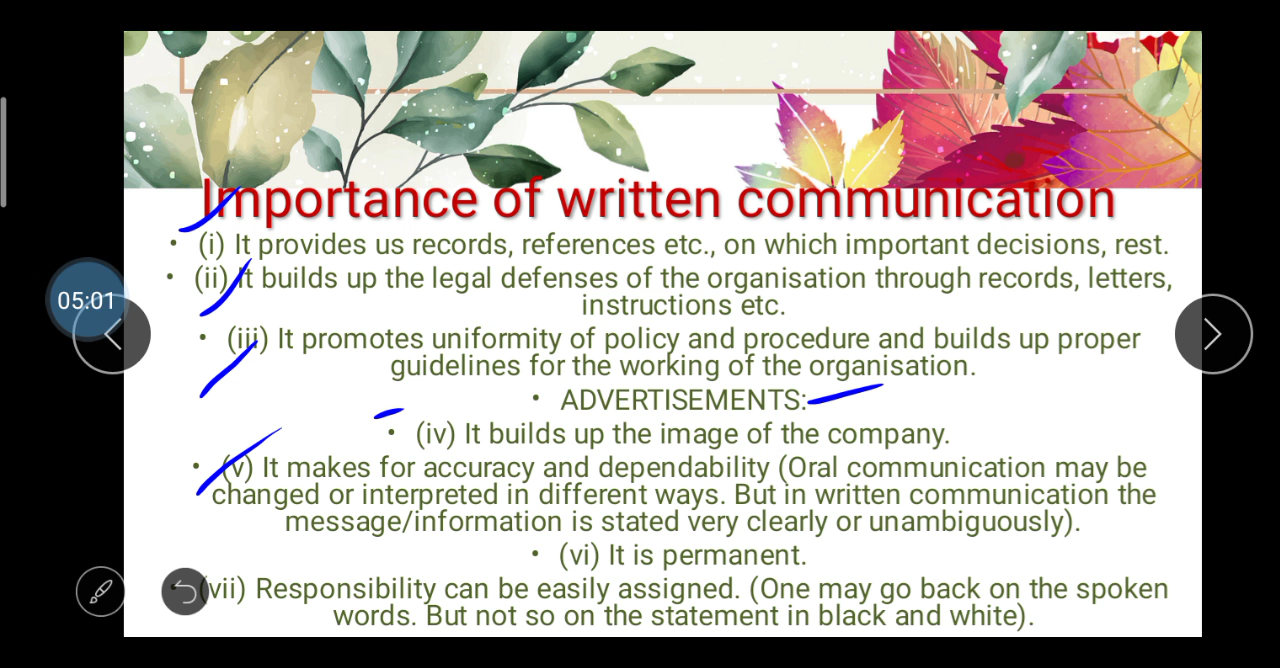 Importance of written communication
• (i) It provides us records, references etc., on which important decisions, rest.
• (ii) It builds up the legal defenses of the organisation through records, letters,
instructions etc.
• (iii) It promotes uniformity of policy and procedure and builds up proper
guidelines for the working of the organisation.
• ADVERTISEMENTS:
• (iv) It builds up the image of the company.
• (v) It makes for accuracy and dependability (Oral communication may be
changed or interpreted in different ways. But in written communication the
message/information is stated very clearly or unambiguously).
• (vi) It is permanent.
• (vii) Responsibility can be easily assigned. (One may go back on the spoken
words. But not so on the statement in black and white).
05:01